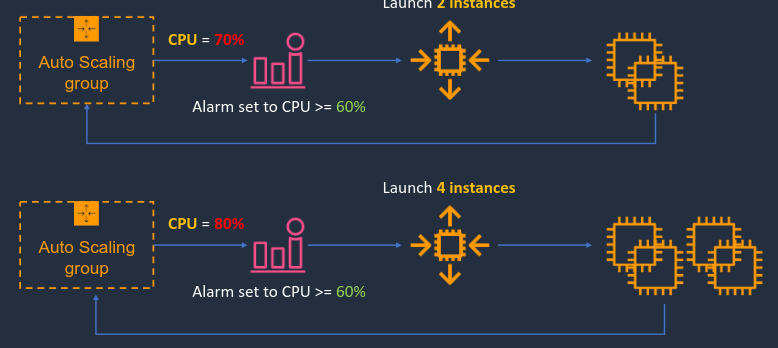 Launch 2 instances
CPU = 70%
Auto Scaling
group
Alarm set to CPU >= 60%
Launch 4 instances
CPU = 80%
Auto Scaling
group
Alarm set to CPU >= 60%